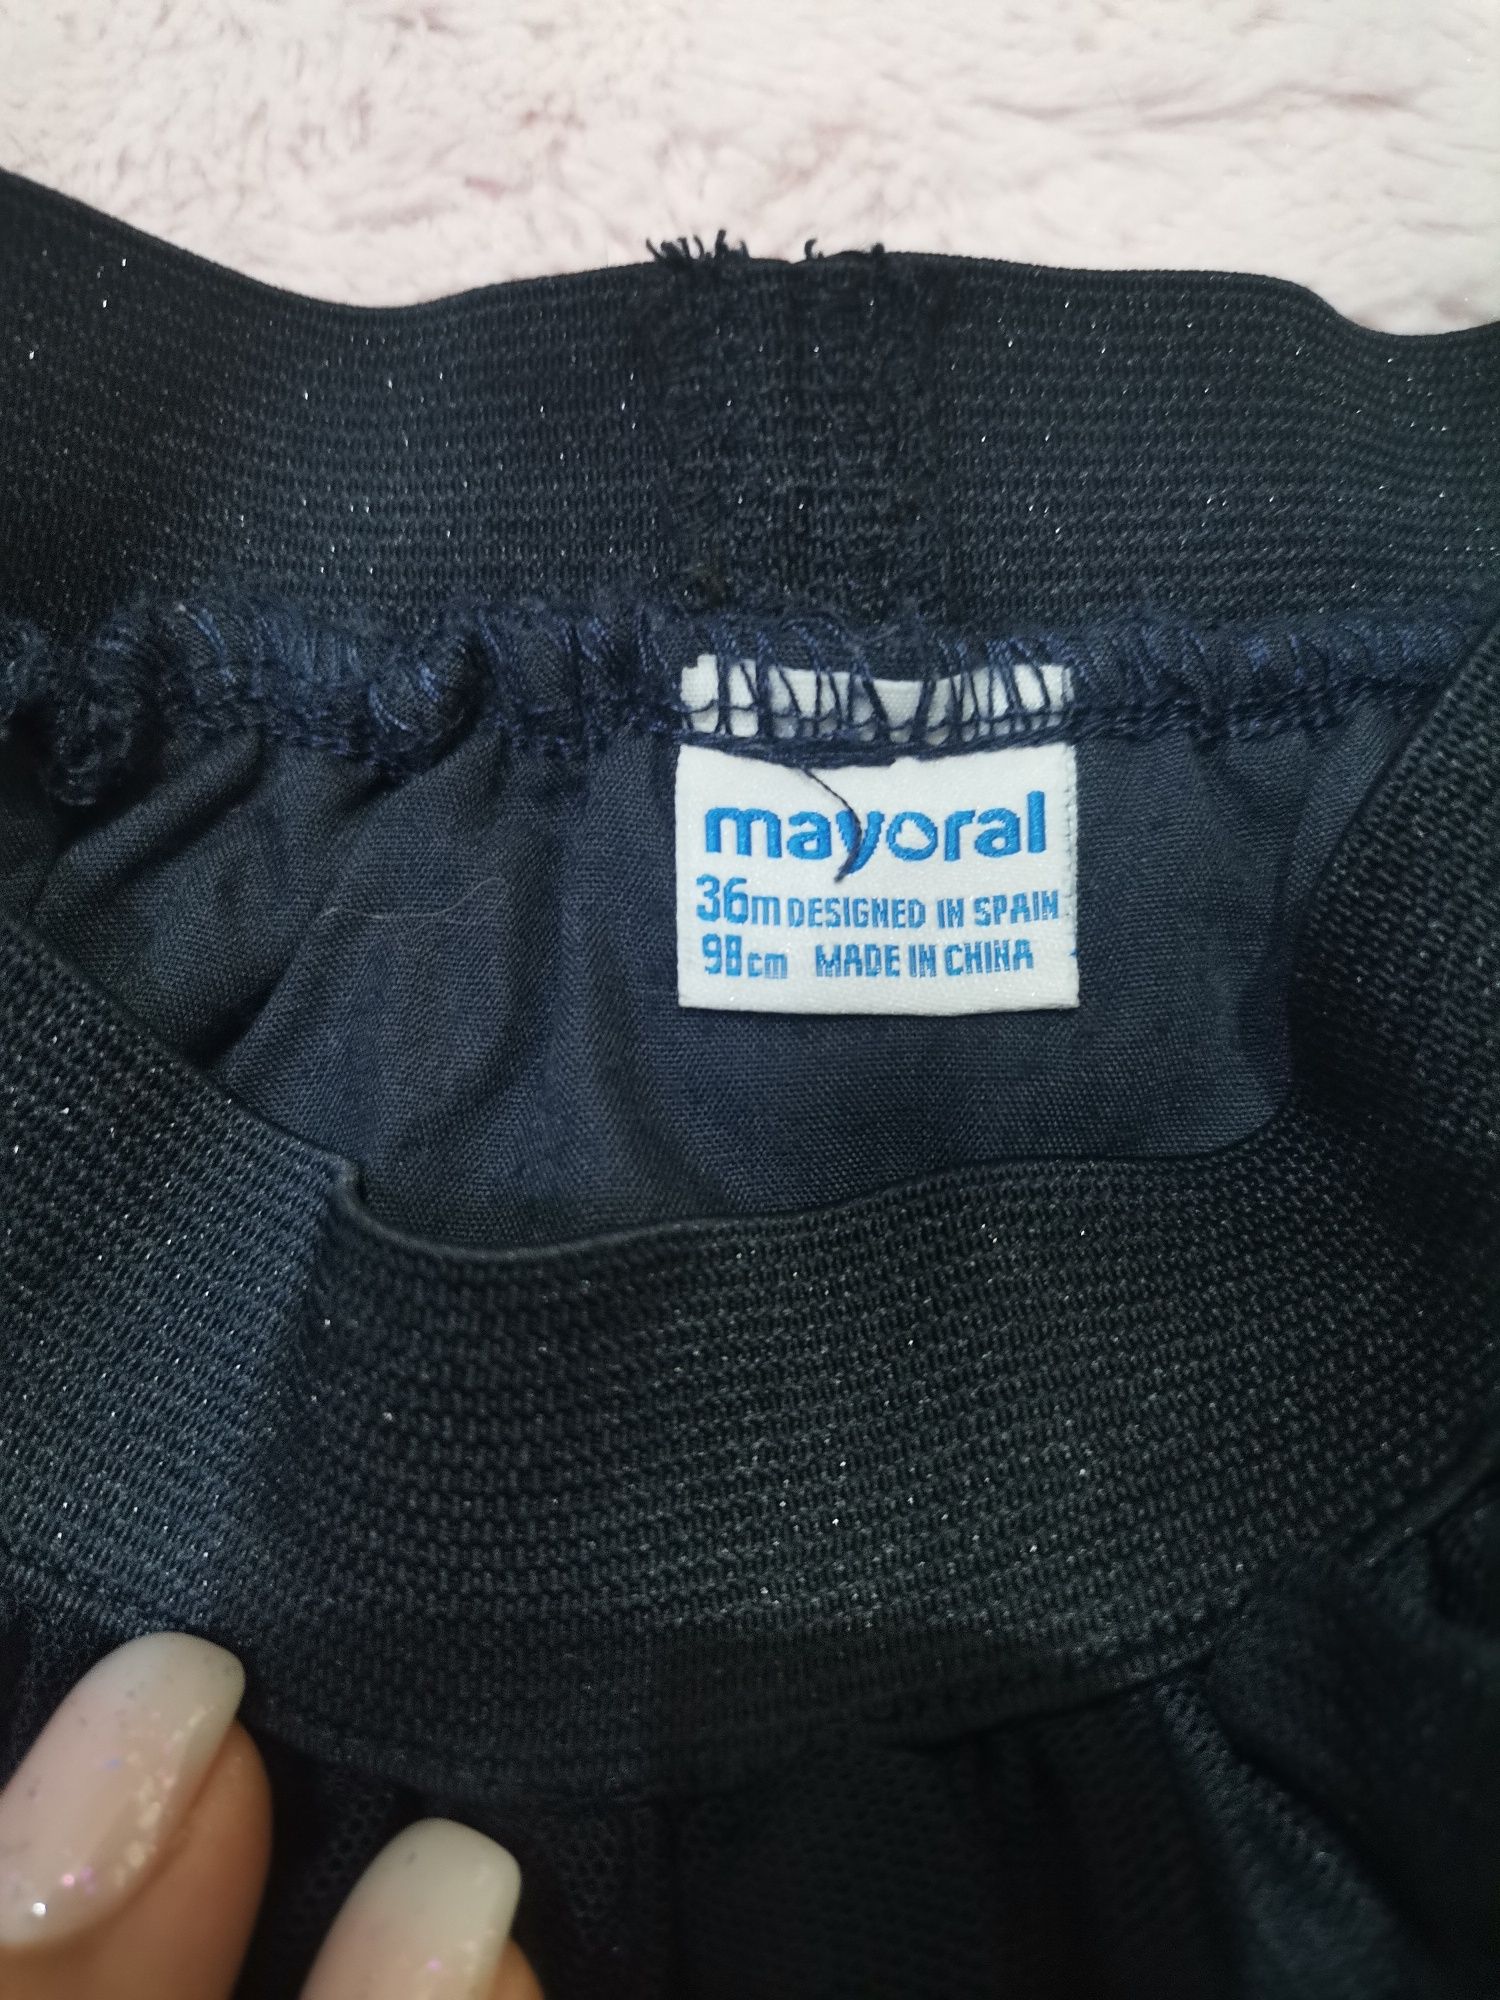 mayoral
36m DESIGNED IN SPAIN
98cm MADE IN CHINA